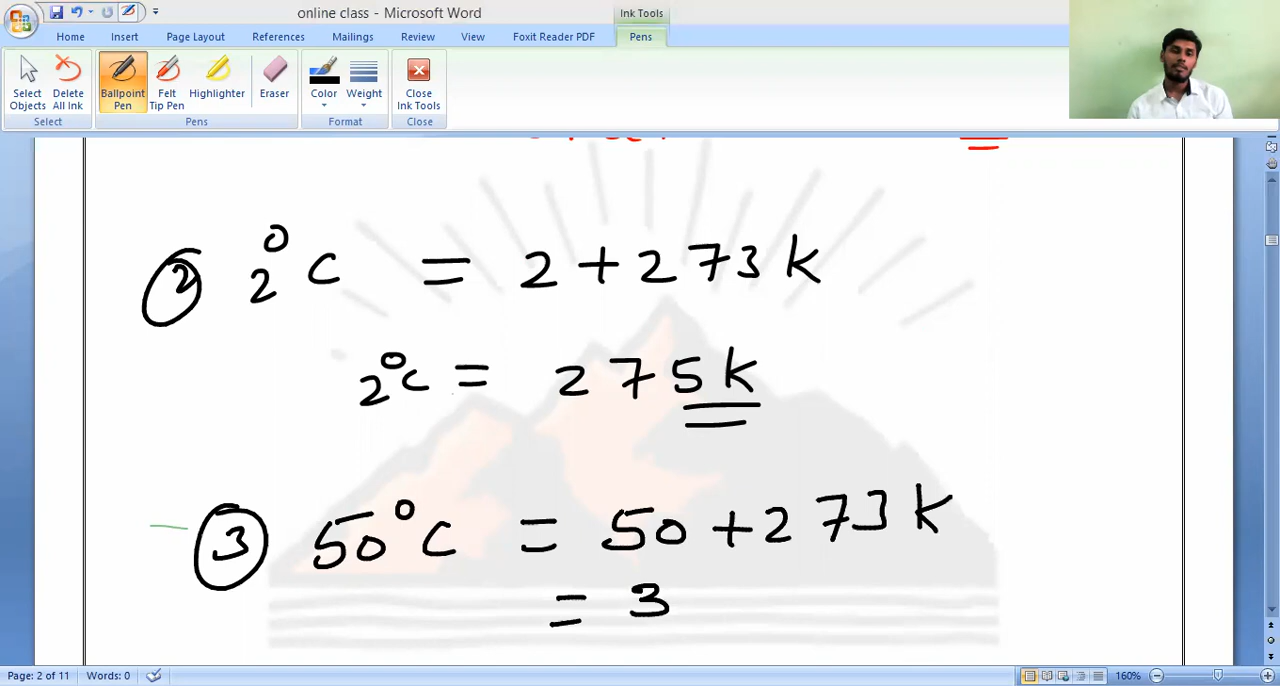 online class - Microsoft Word
Ink Tools
Home Insert Page Layout References Mailings Review View Foxit Reader PDF Pens
Select Objects
Delete All Ink
Ballpoint Pen
Felt Tip Pen
Highlighter
Eraser
Color
Weight
Close Ink Tools
Select Pens Format Close
② 2°C = 2 + 273 k
2°C = 275 k
③ 50°C = 50 + 273 k
= 3
Page: 2 of 11 Words: 0 160%